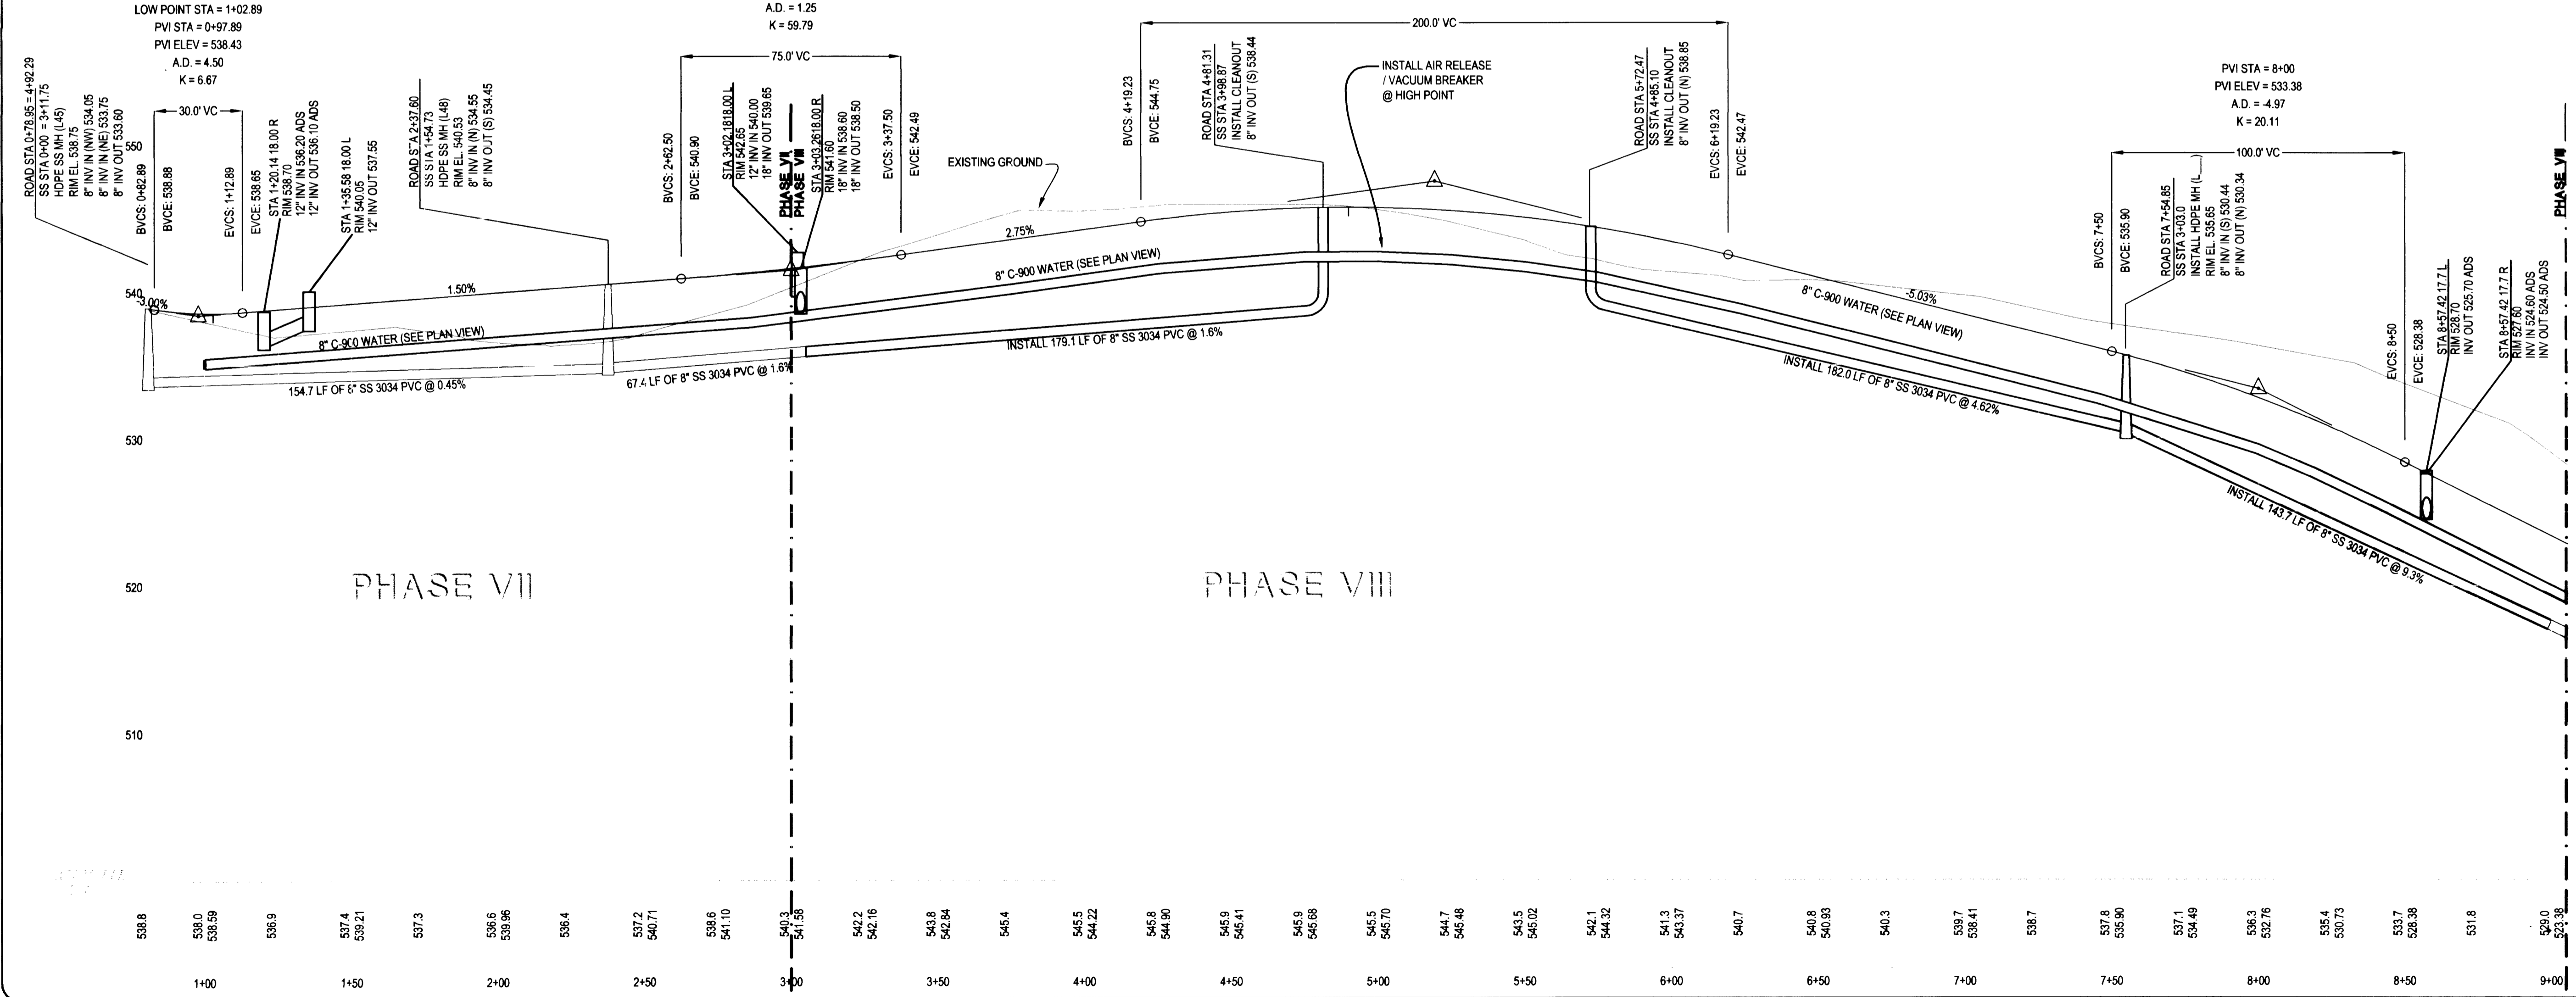 LOW POINT STA = 1+02.89
PVI STA = 0+97.89
PVI ELEV = 538.43
A.D. = 4.50
K = 6.67
30.0' VC
A.D. = 1.25
K = 59.79
75.0' VC
200.0' VC
PVI STA = 8+00
PVI ELEV = 533.38
A.D. = -4.97
K = 20.11
100.0' VC
ROAD STA 0+78.95 = 4+92.29
SS STA 0+00 = 3+11.75
HDPE SS MH (L45)
RIM EL. 538.75
8" INV IN (NW) 534.05
8" INV IN (NE) 533.75
8" INV OUT 533.60
BVCS: 0+82.89
BVCE: 538.88
EVCS: 1+12.89
EVCE: 538.65
STA 1+20.14 18.00 R
RIM 538.70
12" INV IN 536.20 ADS
12" INV OUT 536.10 ADS
STA 1+35.58 18.00 L
RIM 540.05
12" INV OUT 537.55
ROAD STA 2+37.60
SS STA 1+54.73
HDPE SS MH (L48)
RIM EL. 540.53
8" INV IN (N) 534.55
8" INV OUT (S) 534.45
BVCS: 2+62.50
BVCE: 540.90
STA 3+02.1818.00 L
RIM 542.65
12" INV IN 540.00
18" INV OUT 539.65
PHASE VII
PHASE VIII
STA 3+03.2618.00 R
RIM 541.60
18" INV IN 538.60
18" INV OUT 538.50
EVCS: 3+37.50
EVCE: 542.49
EXISTING GROUND
BVCS: 4+19.23
BVCE: 544.75
ROAD STA 4+81.31
SS STA 3+98.87
INSTALL CLEANOUT
8" INV OUT (S) 538.44
INSTALL AIR RELEASE
/ VACUUM BREAKER
@ HIGH POINT
ROAD STA 5+72.47
SS STA 4+85.10
INSTALL CLEANOUT
8" INV OUT (N) 538.85
EVCS: 6+19.23
EVCE: 542.47
BVCS: 7+50
BVCE: 535.90
ROAD STA 7+54.85
SS STA 3+03.0
INSTALL HDPE MH (L__)
RIM EL. 535.65
8" INV IN (S) 530.44
8" INV OUT (N) 530.34
EVCS: 8+50
EVCE: 528.38
STA 8+57.42 17.7 L
RIM 528.70
INV OUT 525.70 ADS
STA 8+57.42 17.7 R
RIM 527.60
INV IN 524.60 ADS
INV OUT 524.50 ADS
PHASE VIII
550
540
530
520
510
-3.00%
1.50%
2.75%
-5.03%
8" C-900 WATER (SEE PLAN VIEW)
8" C-900 WATER (SEE PLAN VIEW)
8" C-900 WATER (SEE PLAN VIEW)
154.7 LF OF 8" SS 3034 PVC @ 0.45%
67.4 LF OF 8" SS 3034 PVC @ 1.6%
INSTALL 179.1 LF OF 8" SS 3034 PVC @ 1.6%
INSTALL 182.0 LF OF 8" SS 3034 PVC @ 4.62%
INSTALL 143.7 LF OF 8" SS 3034 PVC @ 9.3%
PHASE VII
PHASE VIII
538.8
538.0
538.59
536.9
537.4
539.21
537.3
536.6
539.96
536.4
537.2
540.71
538.6
541.10
540.3
541.58
542.2
542.16
543.8
542.84
545.4
545.5
544.22
545.8
544.90
545.9
545.41
545.9
545.68
545.5
545.70
544.7
545.48
543.5
545.02
542.1
544.32
541.3
543.37
540.7
540.8
540.93
540.3
539.7
538.41
538.7
537.8
535.90
537.1
534.49
536.3
532.76
535.4
530.73
533.7
528.38
531.8
529.0
523.38
1+00
1+50
2+00
2+50
3+00
3+50
4+00
4+50
5+00
5+50
6+00
6+50
7+00
7+50
8+00
8+50
9+00